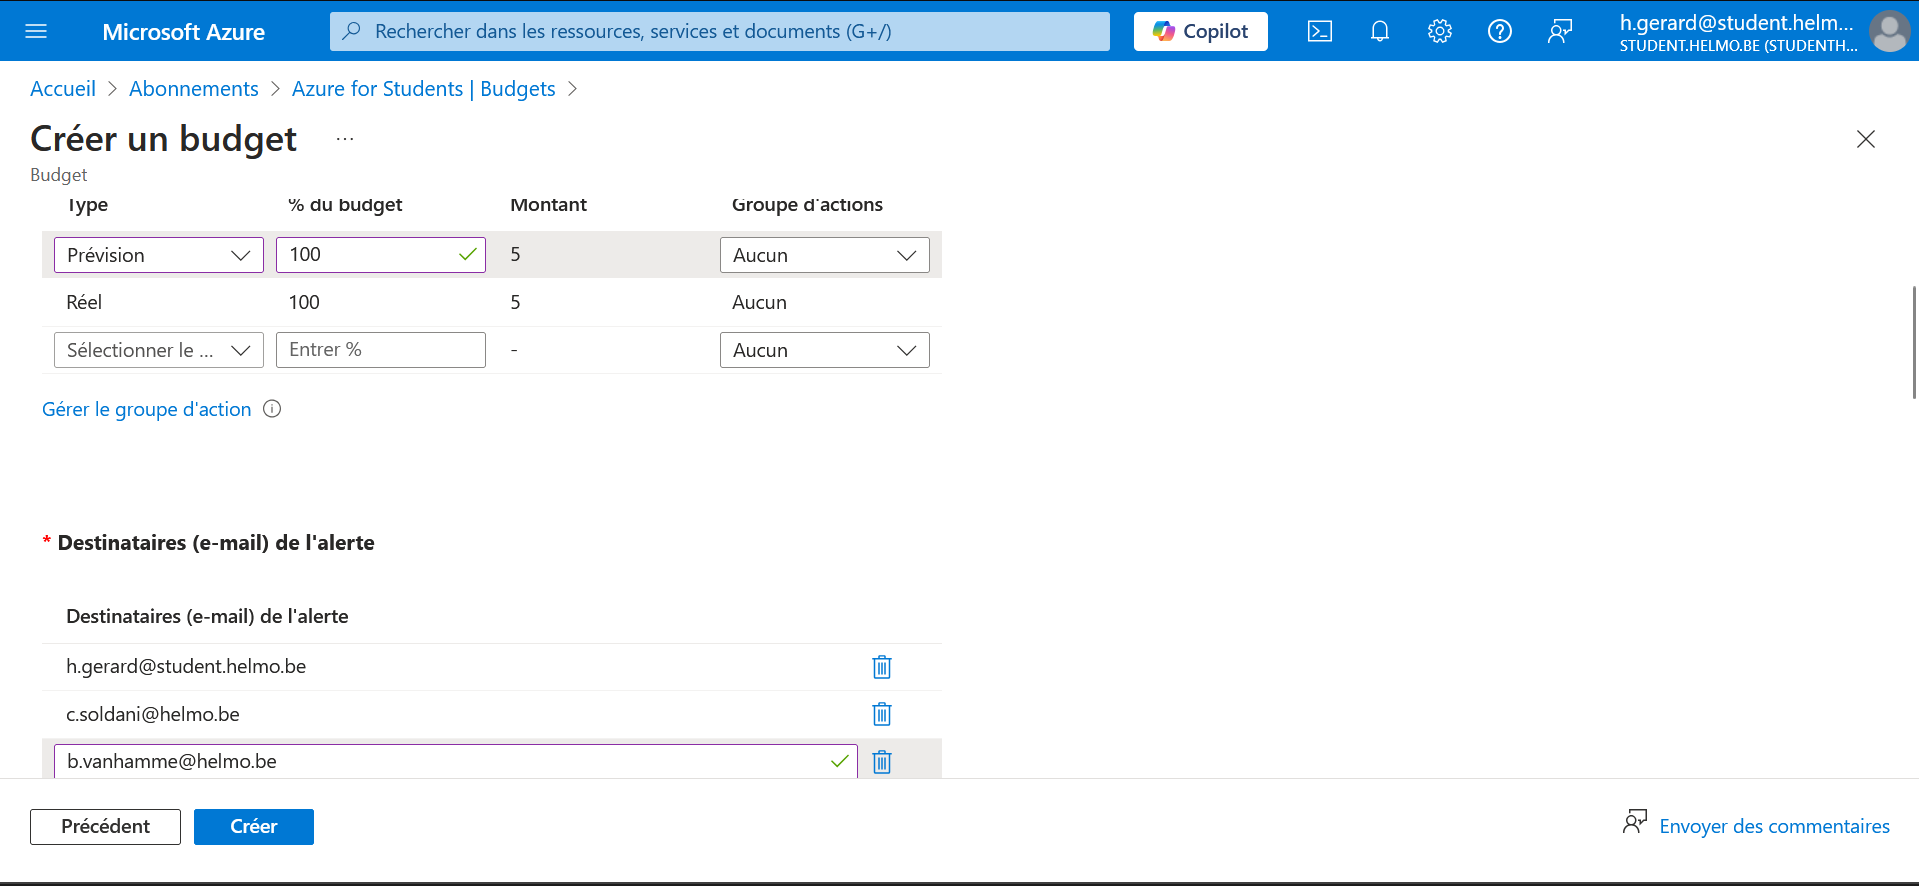 Microsoft Azure
Rechercher dans les ressources, services et documents (G+/)
Copilot
h.gerard@student.helm...
STUDENT.HELMO.BE (STUDENTH...
Accueil > Abonnements > Azure for Students | Budgets >
Créer un budget ...
Budget
Type % du budget Montant Groupe d'actions
Prévision 100 5 Aucun
Réel 100 5 Aucun
Sélectionner le ... Entrer % - Aucun
Gérer le groupe d'action
* Destinataires (e-mail) de l'alerte
Destinataires (e-mail) de l'alerte
h.gerard@student.helmo.be
c.soldani@helmo.be
b.vanhamme@helmo.be
Précédent Créer Envoyer des commentaires